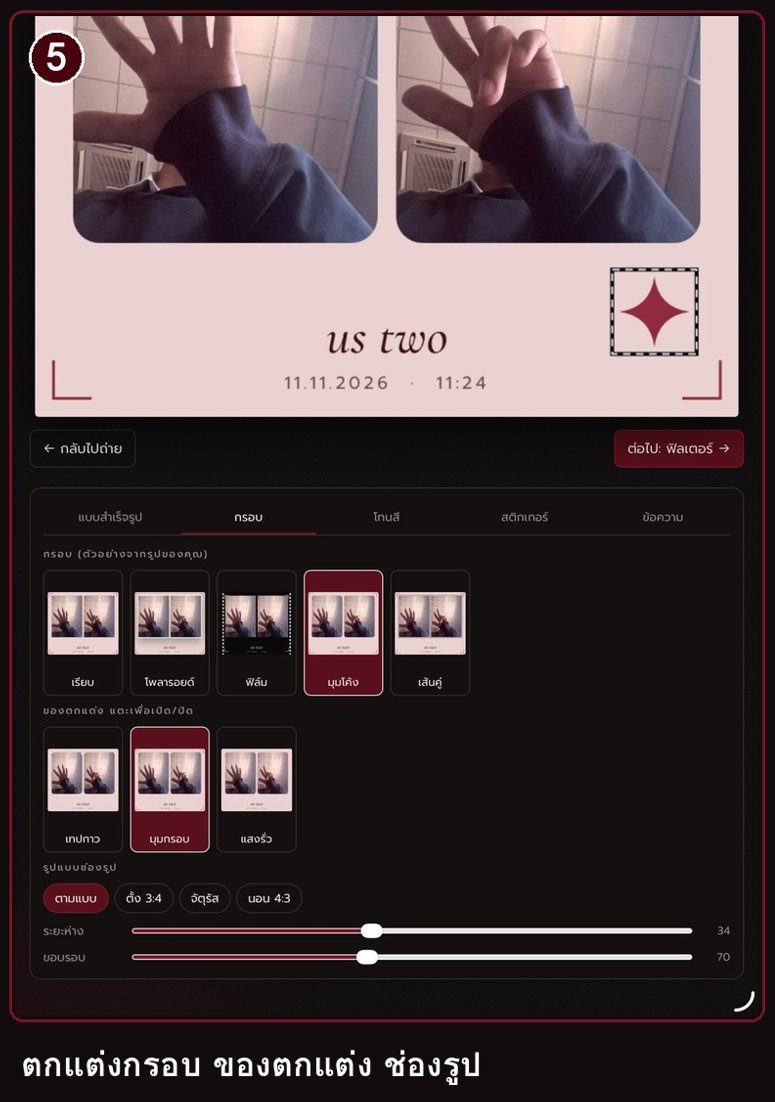 5
us two
11.11.2026 · 11:24
← กลับไปถ่าย
ต่อไป: ฟิลเตอร์ →
แบบสำเร็จรูป กรอบ โทนสี สติกเกอร์ ข้อความ
กรอบ (ตัวอย่างจากรูปของคุณ)
เรียบ โพลารอยด์ ฟิล์ม มุมโค้ง เส้นคู่
ของตกแต่ง แตะเพื่อเปิด/ปิด
เทปกาว มุมกรอบ แสงรั่ว
รูปแบบช่องรูป
ตามแบบ ตั้ง 3:4 จัตุรัส นอน 4:3
ระยะห่าง 34
ขอบรอบ 70
ตกแต่งกรอบ ของตกแต่ง ช่องรูป